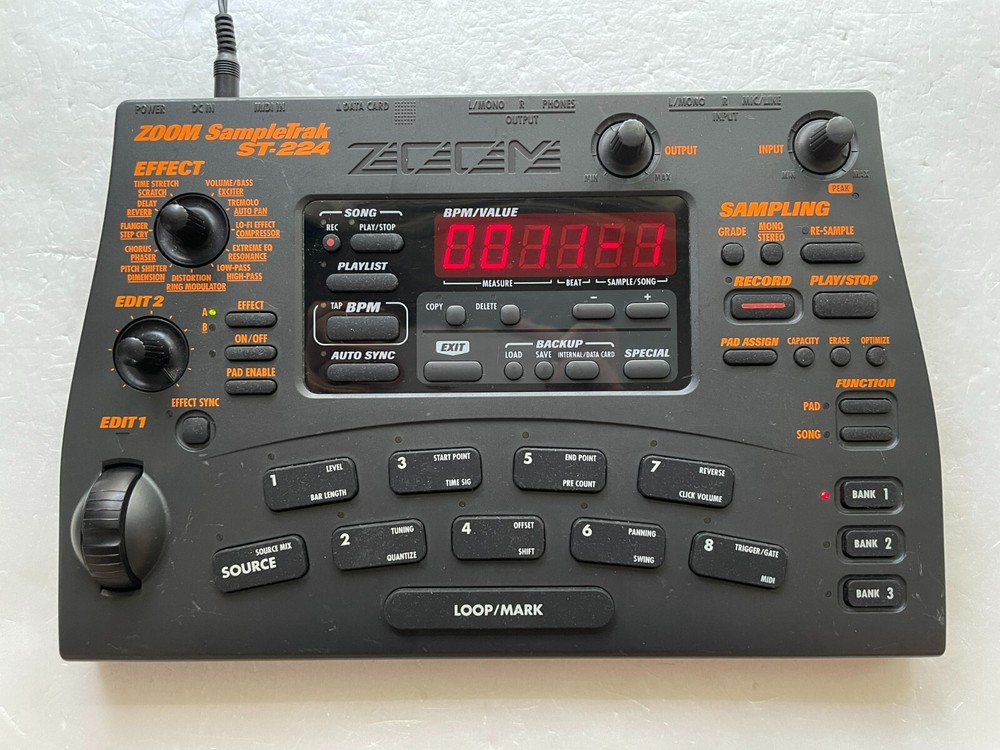 POWER DC IN MIDI IN DATA CARD L/MONO R PHONES L/MONO R MIC/LINE
OUTPUT INPUT
ZOOM SampleTrak
ST-224
ZOOM
OUTPUT
MIN MAX
INPUT
MIN MAX
PEAK
EFFECT
TIME STRETCH
SCRATCH
VOLUME/BASS
EXCITER
DELAY
REVERB
TREMOLO
AUTO PAN
FLANGER
STEP CRY
LO-FI EFFECT
COMPRESSOR
CHORUS
PHASER
EXTREME EQ
RESONANCE
PITCH SHIFTER
DIMENSION
LOW-PASS
HIGH-PASS
DISTORTION
RING MODULATOR
EDIT 2
A
B
EFFECT
ON/OFF
PAD ENABLE
EFFECT SYNC
EDIT 1
SONG
REC PLAY/STOP
PLAYLIST
TAP BPM
AUTO SYNC
BPM/VALUE
001-1
MEASURE BEAT SAMPLE/SONG
COPY DELETE - +
EXIT
BACKUP
LOAD SAVE INTERNAL/DATA CARD
SPECIAL
SAMPLING
GRADE MONO
STEREO
RE-SAMPLE
RECORD PLAY/STOP
PAD ASSIGN CAPACITY ERASE OPTIMIZE
FUNCTION
PAD
SONG
BANK 1
BANK 2
BANK 3
1 LEVEL
BAR LENGTH
3 START POINT
TIME SIG
5 END POINT
PRE COUNT
7 REVERSE
CLICK VOLUME
SOURCE MIX
SOURCE
2 TUNING
QUANTIZE
4 OFFSET
SHIFT
6 PANNING
SWING
8 TRIGGER/GATE
MIDI
LOOP/MARK